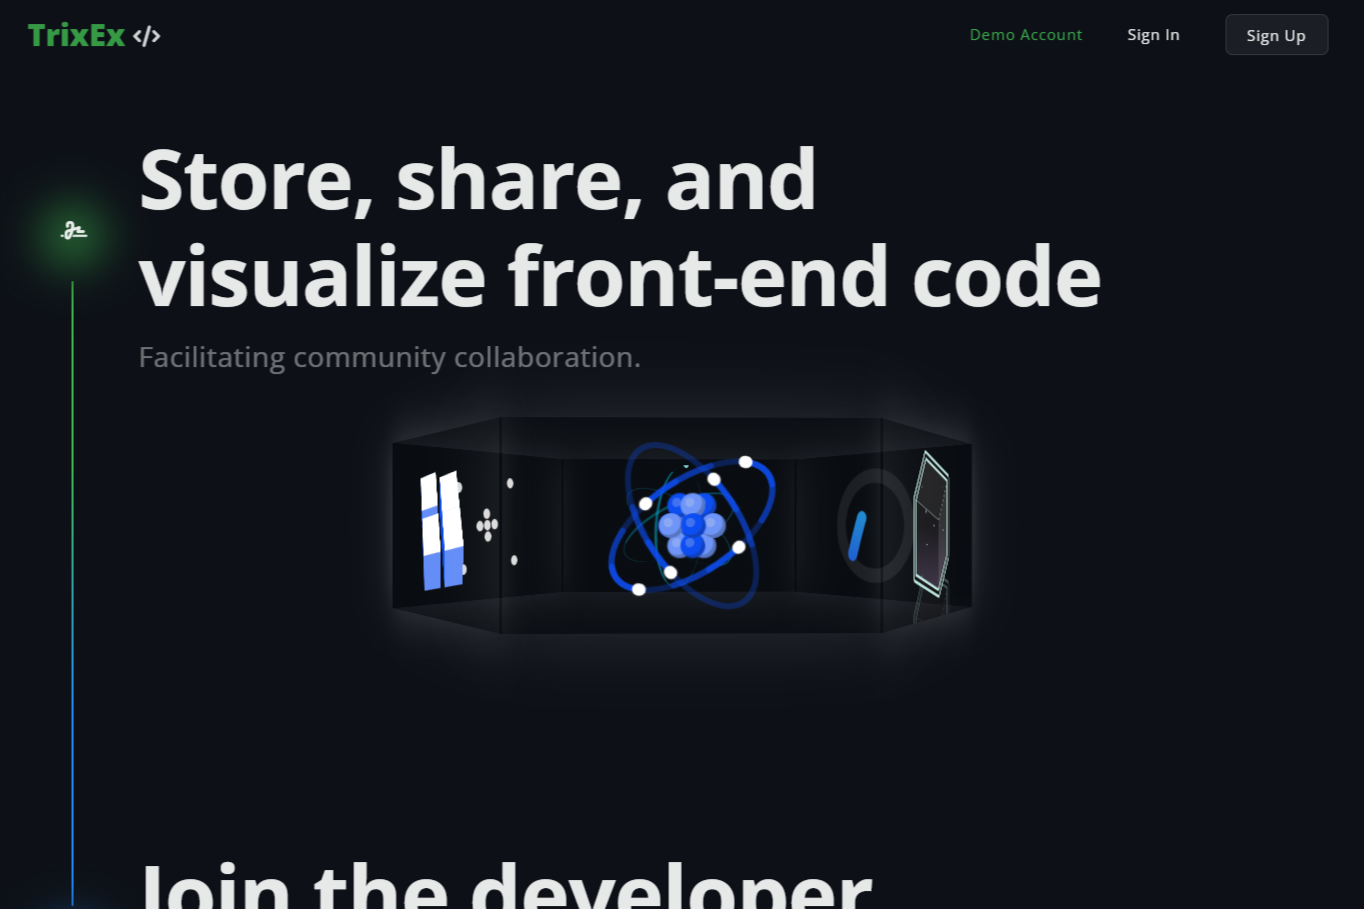 TrixEx </>
Demo Account
Sign In
Sign Up
Store, share, and
visualize front-end code
Facilitating community collaboration.
Join the developer